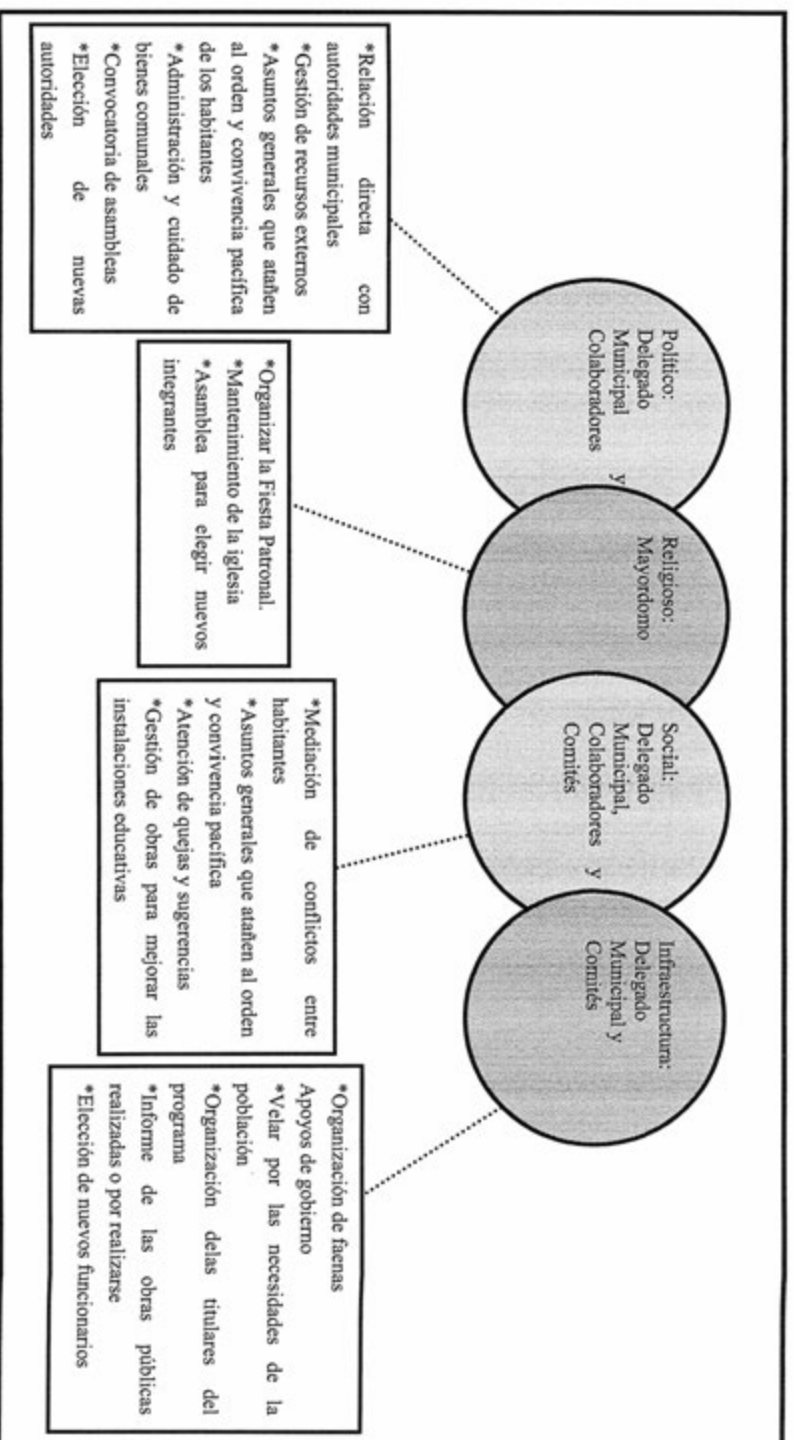 Político:
Delegado
Municipal y
Colaboradores
Religioso:
Mayordomo
Social:
Delegado
Municipal,
Colaboradores y
Comités
Infraestructura:
Delegado
Municipal y
Comités
*Relación directa con
autoridades municipales
*Gestión de recursos externos
*Asuntos generales que atañen
al orden y convivencia pacífica
de los habitantes
*Administración y cuidado de
bienes comunales
*Convocatoria de asambleas
*Elección de nuevas
autoridades
*Organizar la Fiesta Patronal.
*Mantenimiento de la iglesia
*Asamblea para elegir nuevos
integrantes
*Mediación de conflictos entre
habitantes
*Asuntos generales que atañen al orden
y convivencia pacífica
*Atención de quejas y sugerencias
*Gestión de obras para mejorar las
instalaciones educativas
*Organización de faenas
Apoyos de gobierno
*Velar por las necesidades de la
población
*Organización delas titulares del
programa
*Informe de las obras públicas
realizadas o por realizarse
*Elección de nuevos funcionarios